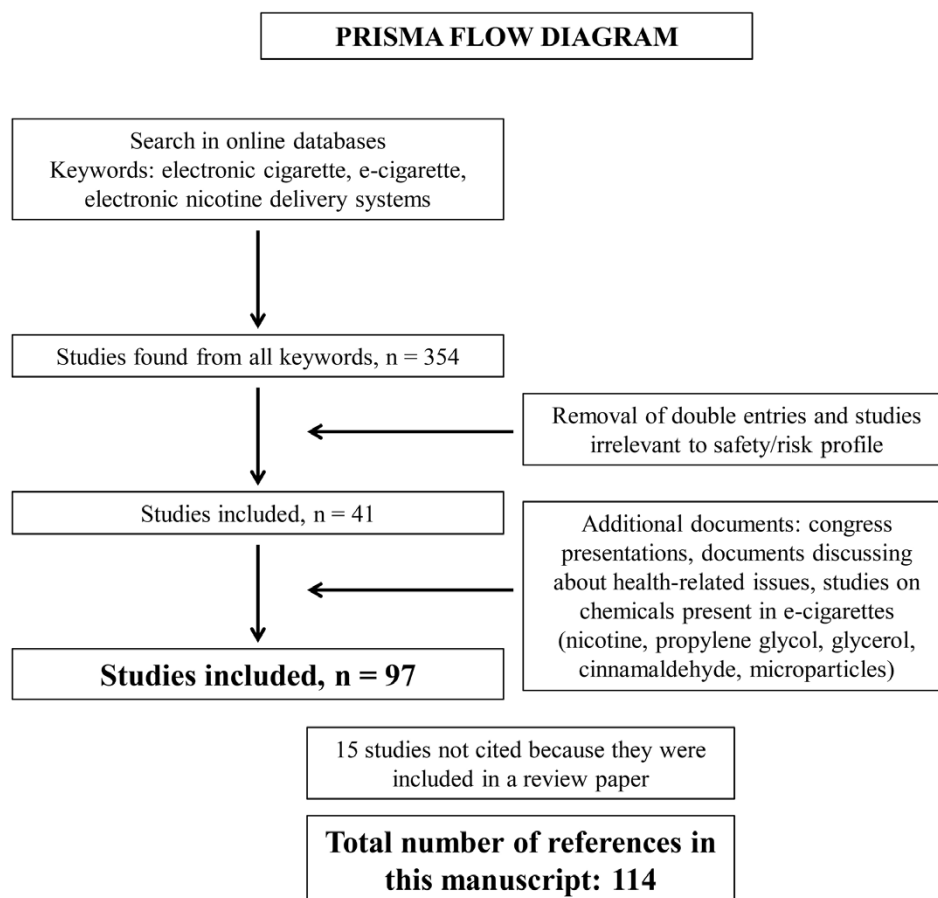 PRISMA FLOW DIAGRAM
Search in online databases
Keywords: electronic cigarette, e-cigarette,
electronic nicotine delivery systems
Studies found from all keywords, n = 354
Removal of double entries and studies
irrelevant to safety/risk profile
Studies included, n = 41
Additional documents: congress
presentations, documents discussing
about health-related issues, studies on
chemicals present in e-cigarettes
(nicotine, propylene glycol, glycerol,
cinnamaldehyde, microparticles)
Studies included, n = 97
15 studies not cited because they were
included in a review paper
Total number of references in
this manuscript: 114